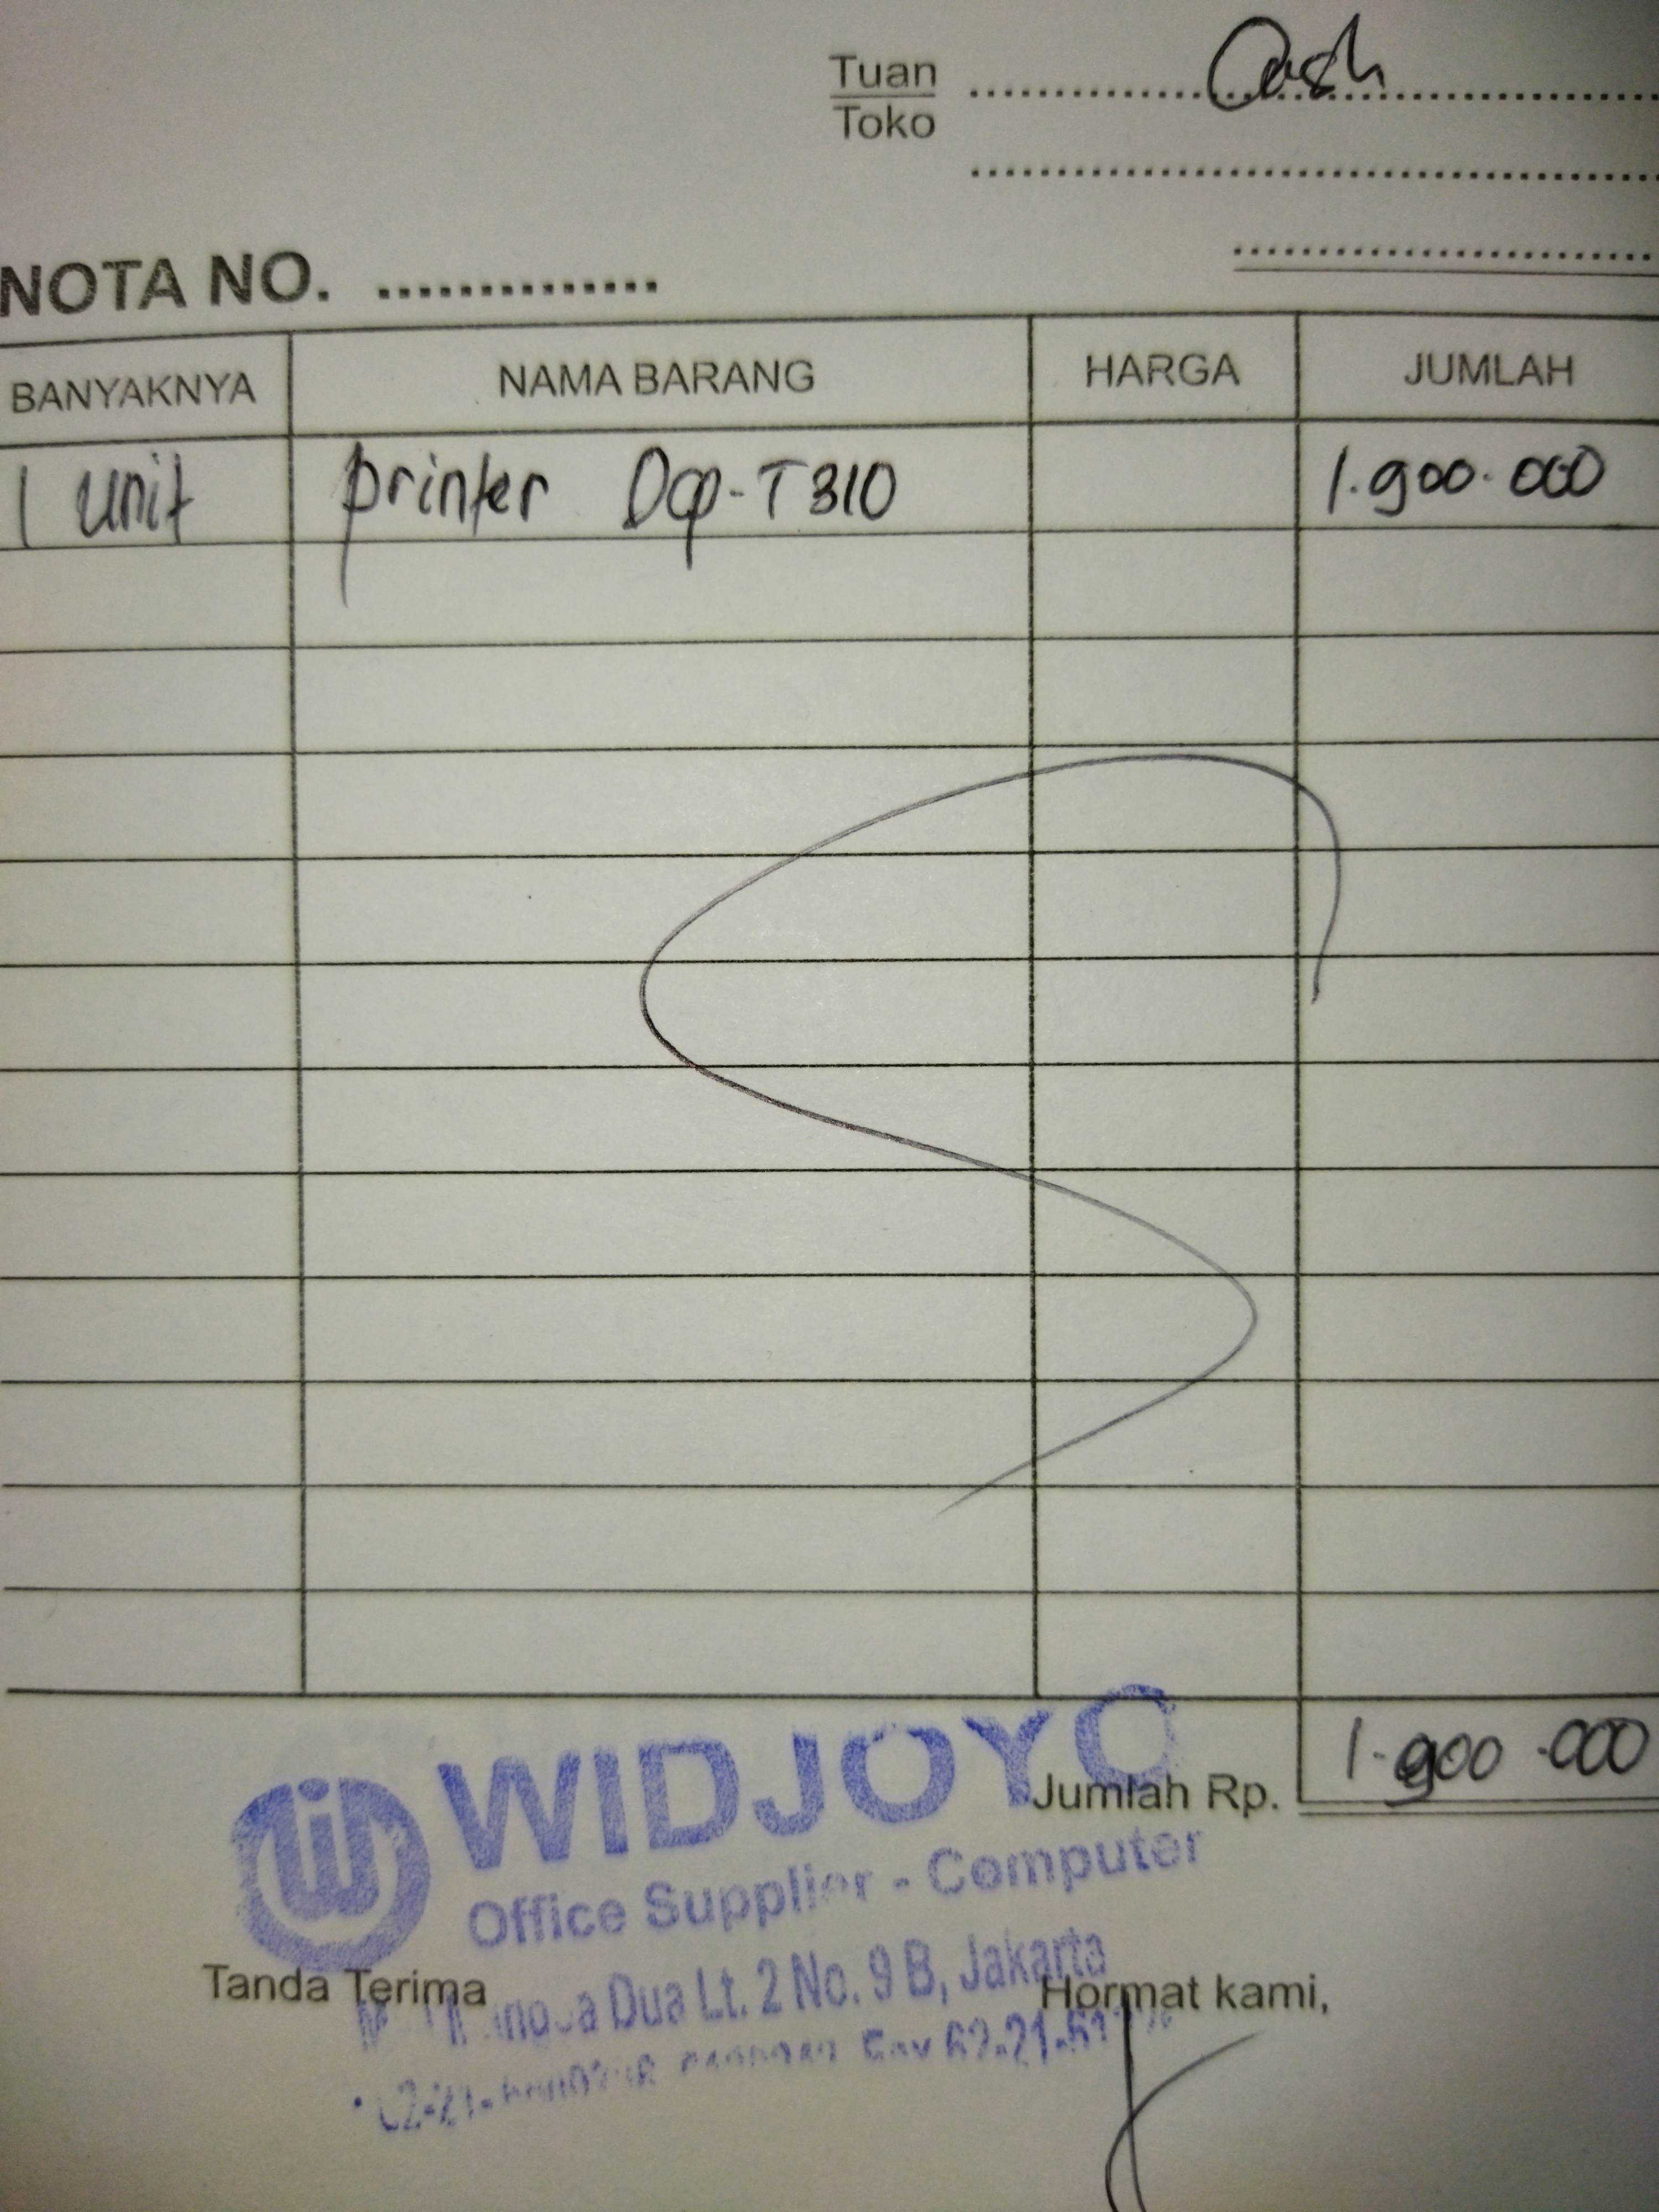 Tuan Cash
Toko
NOTA NO.
BANYAKNYA NAMA BARANG HARGA JUMLAH
1 unit printer Dcp-T310 1.900.000
Jumlah Rp. 1.900.000
WIDJOYO
Office Supplier - Computer
Dua Lt. 2 No. 9 B, Jakarta
Tanda Terima Hormat kami,